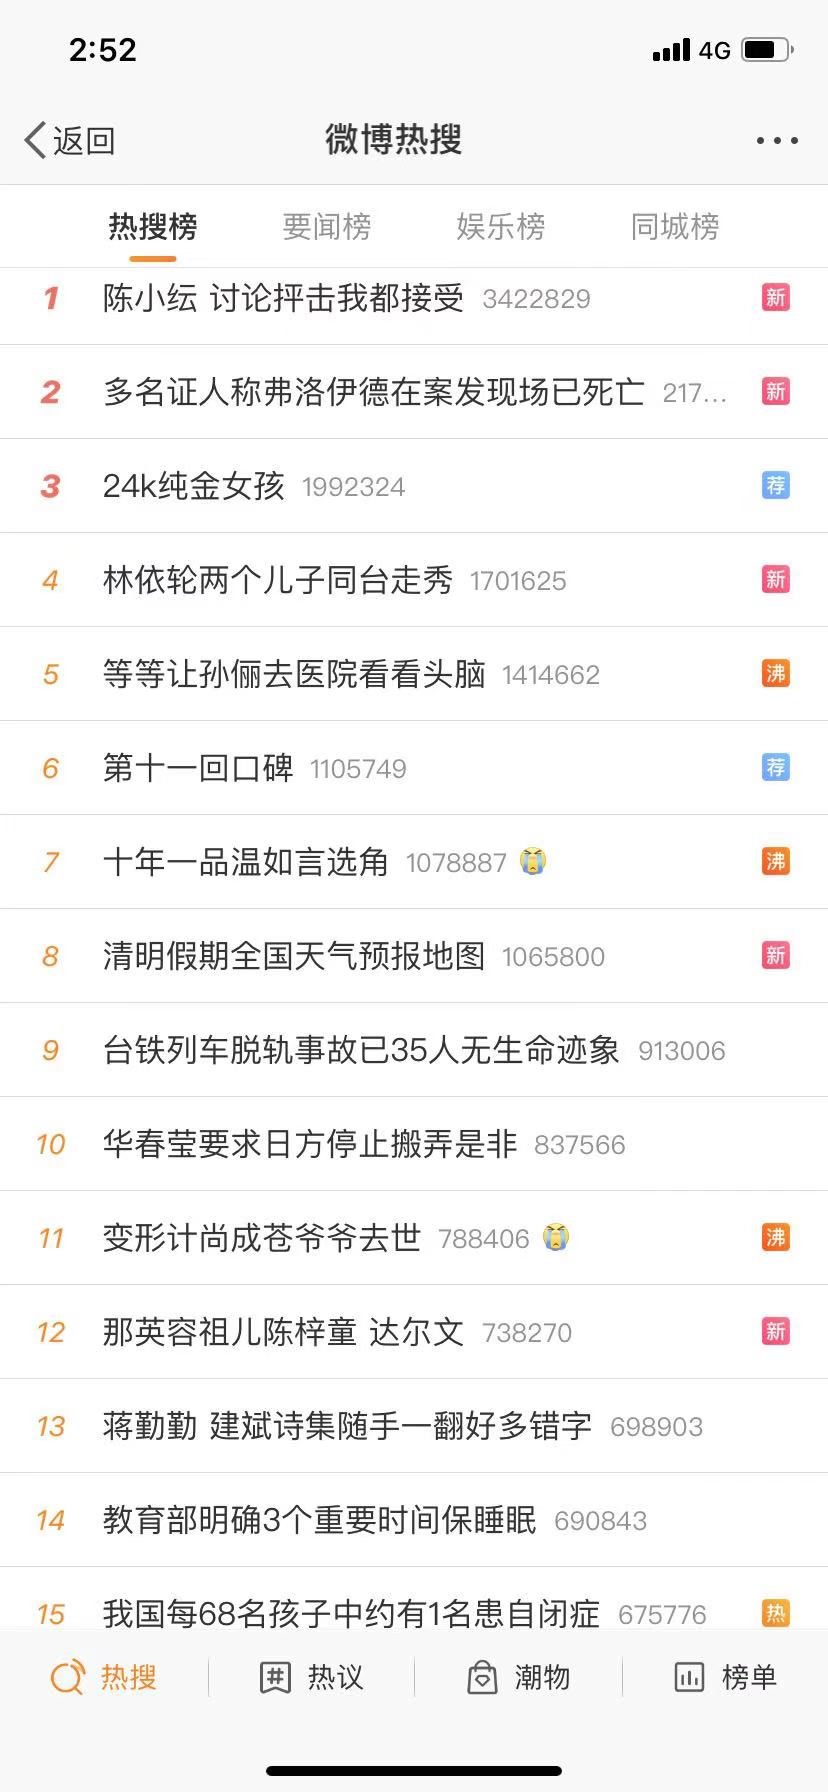 2:52 4G
返回 微博热搜
热搜榜 要闻榜 娱乐榜 同城榜
1 陈小纭 讨论抨击我都接受 3422829 新
2 多名证人称弗洛伊德在案发现场已死亡 217... 新
3 24k纯金女孩 1992324 荐
4 林依轮两个儿子同台走秀 1701625 新
5 等等让孙俪去医院看看头脑 1414662 沸
6 第十一回口碑 1105749 荐
7 十年一品温如言选角 1078887 沸
8 清明假期全国天气预报地图 1065800 新
9 台铁列车脱轨事故已35人无生命迹象 913006
10 华春莹要求日方停止搬弄是非 837566
11 变形计尚成苍爷爷去世 788406 沸
12 那英容祖儿陈梓童 达尔文 738270 新
13 蒋勤勤 建斌诗集随手一翻好多错字 698903
14 教育部明确3个重要时间保睡眠 690843
15 我国每68名孩子中约有1名患自闭症 675776 热
热搜 热议 潮物 榜单